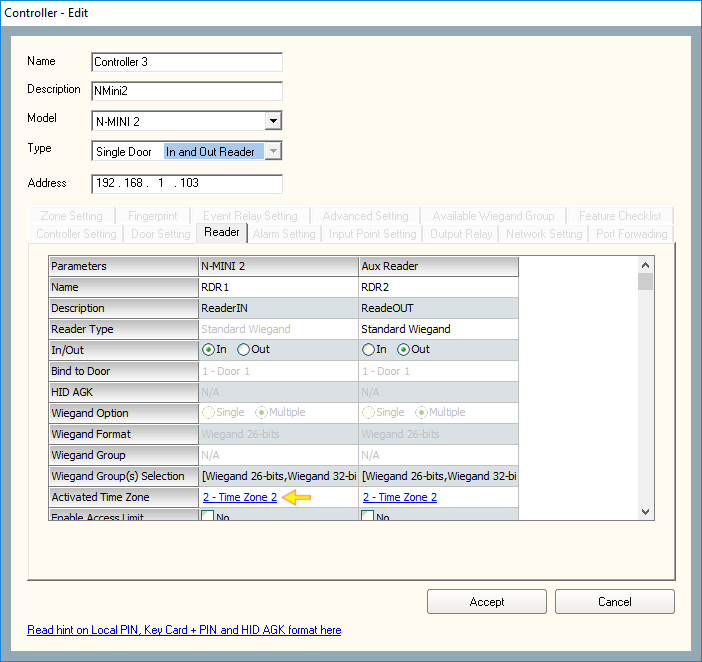 Controller - Edit
Name Controller 3
Description NMini2
Model N-MINI 2
Type Single Door In and Out Reader
Address 192 . 168 . 1 . 103
Zone Setting Fingerprint Event Relay Setting Advanced Setting Available Wiegand Group Feature Checklist
Controller Setting Door Setting Reader Alarm Setting Input Point Setting Output Relay Network Setting Port Forwarding
Parameters N-MINI 2 Aux Reader
Name RDR1 RDR2
Description ReaderIN ReadeOUT
Reader Type Standard Wiegand Standard Wiegand
In/Out In Out In Out
Bind to Door 1 - Door 1 1 - Door 1
HID AGK N/A N/A
Wiegand Option Single Multiple Single Multiple
Wiegand Format Wiegand 26-bits Wiegand 26-bits
Wiegand Group N/A N/A
Wiegand Group(s) Selection [Wiegand 26-bits,Wiegand 32-bi [Wiegand 26-bits,Wiegand 32-bi
Activated Time Zone 2 - Time Zone 2 2 - Time Zone 2
Enable Access Limit No No
Accept Cancel
Read hint on Local PIN, Key Card + PIN and HID AGK format here